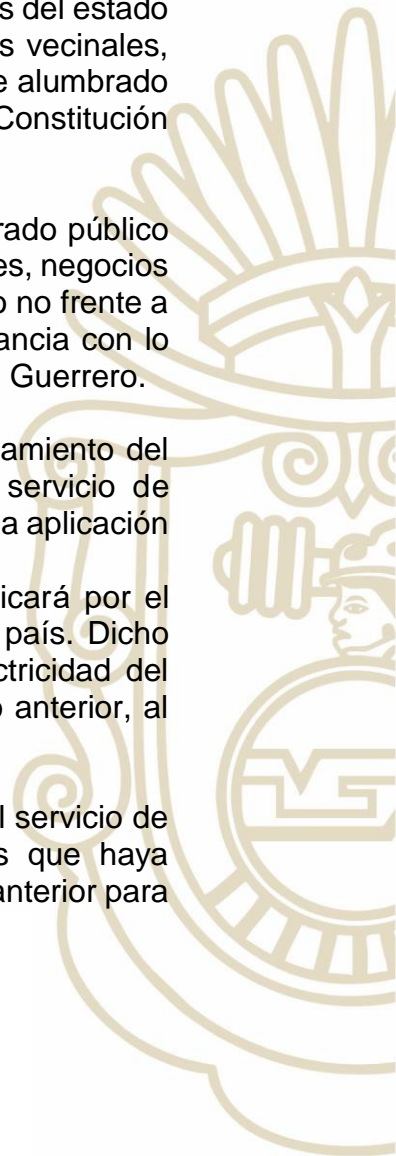 s del estado
s vecinales,
e alumbrado
Constitución
rado público
es, negocios
o no frente a
ancia con lo
Guerrero.
amiento del
servicio de
a aplicación
icará por el
país. Dicho
ctricidad del
o anterior, al
l servicio de
s que haya
anterior para